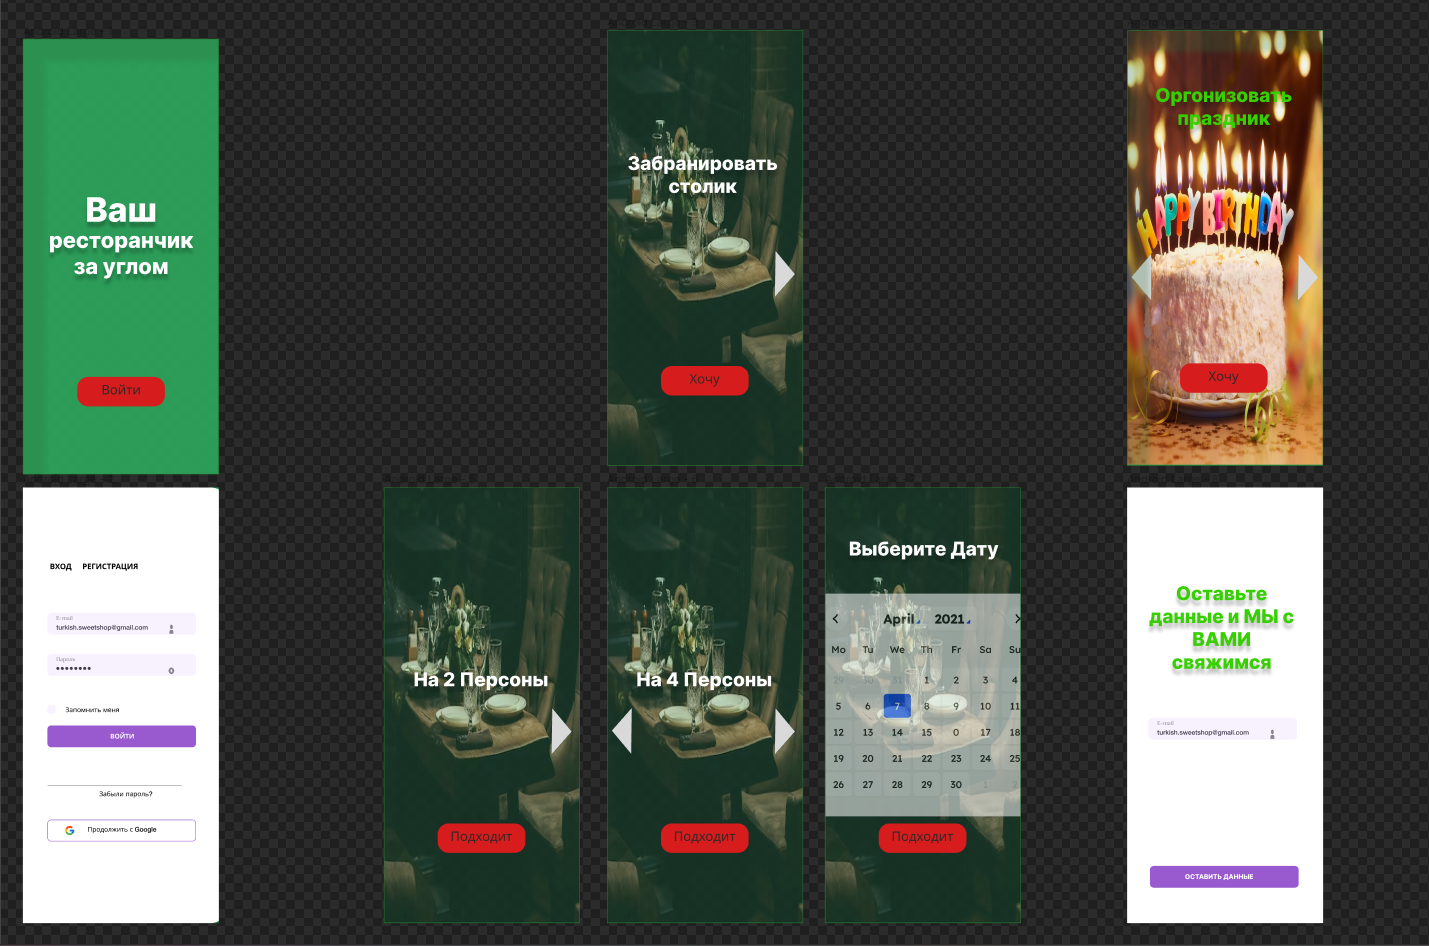 Ваш
ресторанчик
за углом
Войти
Забранировать
столик
Хочу
Оргонизовать
праздник
HAPPY BIRTHDAY
Хочу
ВХОД РЕГИСТРАЦИЯ
E-mail
turkish.sweetshop@gmail.com
Пароль
Запомнить меня
ВОЙТИ
Забыли пароль?
Продолжить с Google
На 2 Персоны
Подходит
На 4 Персоны
Подходит
Выберите Дату
April 2021
Mo Tu We Th Fr Sa Su
29 30 31 1 2 3 4
5 6 7 8 9 10 11
12 13 14 15 0 17 18
19 20 21 22 23 24 25
26 27 28 29 30 1 2
Подходит
Оставьте
данные и МЫ с
ВАМИ
свяжимся
E-mail
turkish.sweetshop@gmail.com
ОСТАВИТЬ ДАННЫЕ